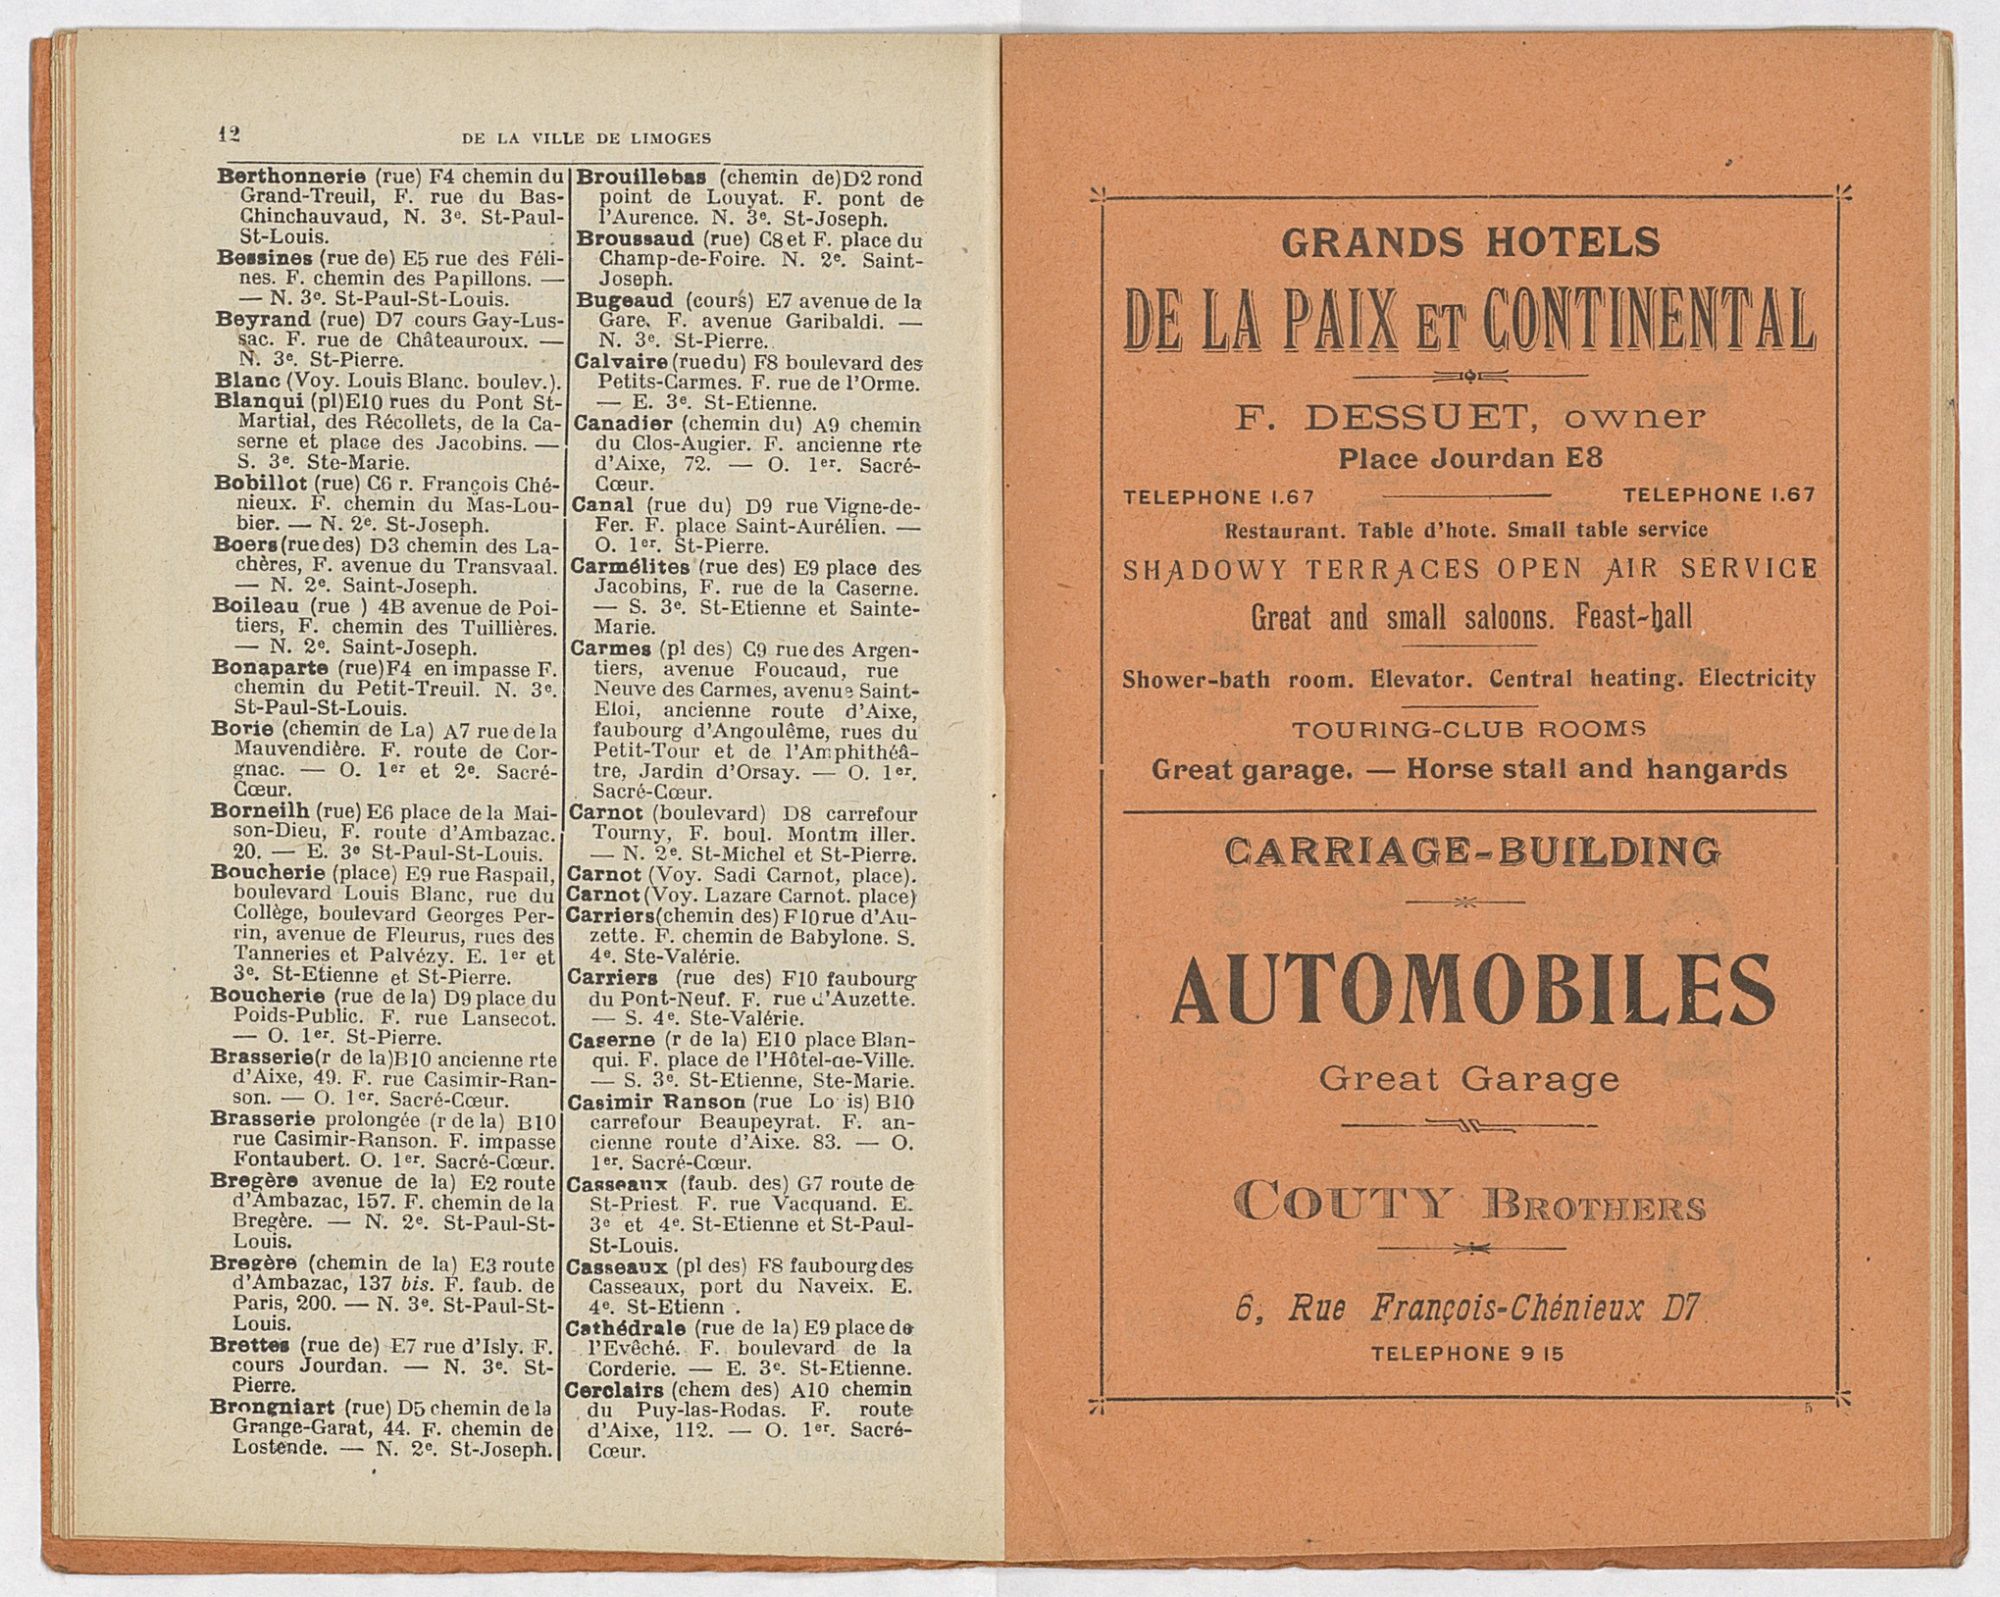 12
DE LA VILLE DE LIMOGES
Berthonnerie (rue) F4 chemin du
Grand-Treuil, F. rue du Bas-
Chinchauvaud, N. 3e. St-Paul-
St-Louis.
Bessines (rue de) E5 rue des Féli-
nes. F. chemin des Papillons. —
— N. 3e. St-Paul-St-Louis.
Beyrand (rue) D7 cours Gay-Lus-
sac. F. rue de Châteauroux. —
N. 3e. St-Pierre.
Blanc (Voy. Louis Blanc. boulev.).
Blanqui (pl) E10 rues du Pont St-
Martial, des Récollets, de la Ca-
serne et place des Jacobins. —
S. 3e. Ste-Marie.
Bobillot (rue) C6 r. François Ché-
nieux. F. chemin du Mas-Lou-
bier. — N. 2e. St-Joseph.
Boers (rue des) D3 chemin des La-
chères, F. avenue du Transvaal.
— N. 2e. Saint-Joseph.
Boileau (rue ) 4B avenue de Poi-
tiers, F. chemin des Tuillières.
— N. 2e. Saint-Joseph.
Bonaparte (rue) F4 en impasse F.
chemin du Petit-Treuil. N. 3e.
St-Paul-St-Louis.
Borie (chemin de La) A7 rue de la
Mauvendière. F. route de Cor-
gnac. — O. 1er et 2e. Sacré-
Cœur.
Borneilh (rue) E6 place de la Mai-
son-Dieu, F. route d'Ambazac.
20. — E. 3e St-Paul-St-Louis.
Boucherie (place) E9 rue Raspail,
boulevard Louis Blanc, rue du
Collège, boulevard Georges Per-
rin, avenue de Fleurus, rues des
Tanneries et Palvézy. E. 1er et
3e. St-Etienne et St-Pierre.
Boucherie (rue de la) D9 place du
Poids-Public. F. rue Lansecot.
— O. 1er. St-Pierre.
Brasserie (r de la) B10 ancienne rte
d'Aixe, 49. F. rue Casimir-Ran-
son. — O. 1er. Sacré-Cœur.
Brasserie prolongée (r de la) B10
rue Casimir-Ranson. F. impasse
Fontaubert. O. 1er. Sacré-Cœur.
Bregère avenue de la) E2 route
d'Ambazac, 157. F. chemin de la
Bregère. — N. 2e. St-Paul-St-
Louis.
Bregère (chemin de la) E3 route
d'Ambazac, 137 bis. F. faub. de
Paris, 200. — N. 3e. St-Paul-St-
Louis.
Brettes (rue de) E7 rue d'Isly. F.
cours Jourdan. — N. 3e. St-
Pierre.
Brongniart (rue) D5 chemin de la
Grange-Garat, 44. F. chemin de
Lostende. — N. 2e. St-Joseph.
Brouillebas (chemin de) D2 rond
point de Louyat. F. pont de
l'Aurence. N. 3e. St-Joseph.
Broussaud (rue) C8 et F. place du
Champ-de-Foire. N. 2e. Saint-
Joseph.
Bugeaud (cours) E7 avenue de la
Gare, F. avenue Garibaldi. —
N. 3e. St-Pierre.
Calvaire (rue du) F8 boulevard des
Petits-Carmes. F. rue de l'Orme.
— E. 3e. St-Etienne.
Canadier (chemin du) A9 chemin
du Clos-Augier. F. ancienne rte
d'Aixe, 72. — O. 1er. Sacré-
Cœur.
Canal (rue du) D9 rue Vigne-de-
Fer. F. place Saint-Aurélien. —
O. 1er. St-Pierre.
Carmélites (rue des) E9 place des
Jacobins, F. rue de la Caserne.
— S. 3e. St-Etienne et Sainte-
Marie.
Carmes (pl des) C9 rue des Argen-
tiers, avenue Foucaud, rue
Neuve des Carmes, avenue Saint-
Eloi, ancienne route d'Aixe,
faubourg d'Angoulême, rues du
Petit-Tour et de l'Amphithéâ-
tre, Jardin d'Orsay. — O. 1er.
Sacré-Cœur.
Carnot (boulevard) D8 carrefour
Tourny, F. boul. Montm iller.
— N. 2e. St-Michel et St-Pierre.
Carnot (Voy. Sadi Carnot, place).
Carnot (Voy. Lazare Carnot. place)
Carriers (chemin des) F10 rue d'Au-
zette. F. chemin de Babylone. S.
4e. Ste-Valérie.
Carriers (rue des) F10 faubourg
du Pont-Neuf. F. rue d'Auzette.
— S. 4e. Ste-Valérie.
Caserne (r de la) E10 place Blan-
qui. F. place de l'Hôtel-de-Ville.
— S. 3e. St-Etienne, Ste-Marie.
Casimir Ranson (rue Lo is) B10
carrefour Beaupeyrat. F. an-
cienne route d'Aixe. 83. — O.
1er. Sacré-Cœur.
Casseaux (faub. des) G7 route de
St-Priest F. rue Vacquand. E.
3e et 4e. St-Etienne et St-Paul-
St-Louis.
Casseaux (pl des) F8 faubourg des
Casseaux, port du Naveix. E.
4e. St-Etienn .
Cathédrale (rue de la) E9 place de
l'Evêché. F. boulevard de la
Corderie. — E. 3e. St-Etienne.
Cerclairs (chem des) A10 chemin
du Puy-las-Rodas. F. route
d'Aixe, 112. — O. 1er. Sacré-
Cœur.
GRANDS HOTELS
DE LA PAIX ET CONTINENTAL
F. DESSUET, owner
Place Jourdan E8
TELEPHONE 1.67 TELEPHONE 1.67
Restaurant. Table d'hote. Small table service
SHADOWY TERRACES OPEN AIR SERVICE
Great and small saloons. Feast-hall
Shower-bath room. Elevator. Central heating. Electricity
TOURING-CLUB ROOMS
Great garage. — Horse stall and hangards
CARRIAGE-BUILDING
AUTOMOBILES
Great Garage
COUTY BROTHERS
6, Rue François-Chénieux D7
TELEPHONE 9 15
5